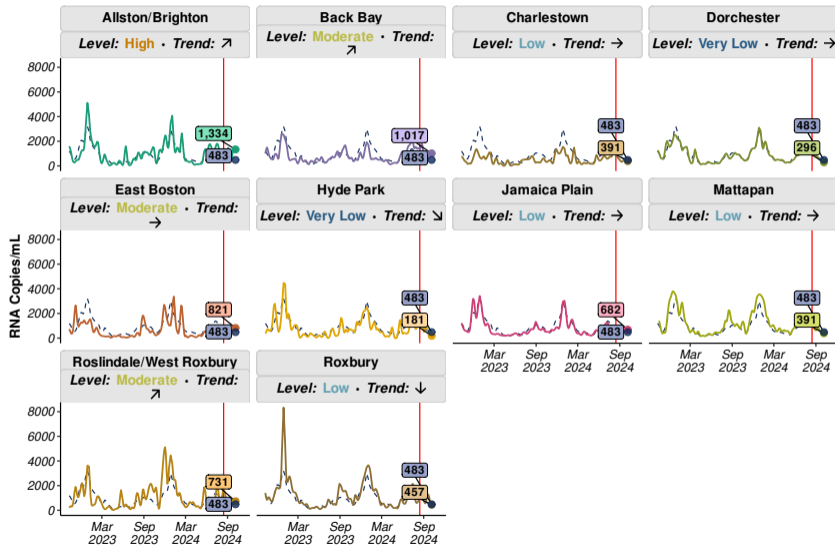 Allston/Brighton
Back Bay
Charlestown
Dorchester
Level: High · Trend: ↗
Level: Moderate · Trend:
↗
Level: Low · Trend: →
Level: Very Low · Trend: →
8000
6000
4000
2000
0
1,334
483
1,017
483
483
391
483
296
East Boston
Hyde Park
Jamaica Plain
Mattapan
Level: Moderate · Trend:
→
Level: Very Low · Trend: ↘
Level: Low · Trend: →
Level: Low · Trend: →
RNA Copies/mL
8000
6000
4000
2000
0
821
483
483
181
682
483
483
391
Mar
2023
Sep
2023
Mar
2024
Sep
2024
Mar
2023
Sep
2023
Mar
2024
Sep
2024
Roslindale/West Roxbury
Roxbury
Level: Moderate · Trend:
↗
Level: Low · Trend: ↓
8000
6000
4000
2000
0
731
483
483
457
Mar
2023
Sep
2023
Mar
2024
Sep
2024
Mar
2023
Sep
2023
Mar
2024
Sep
2024